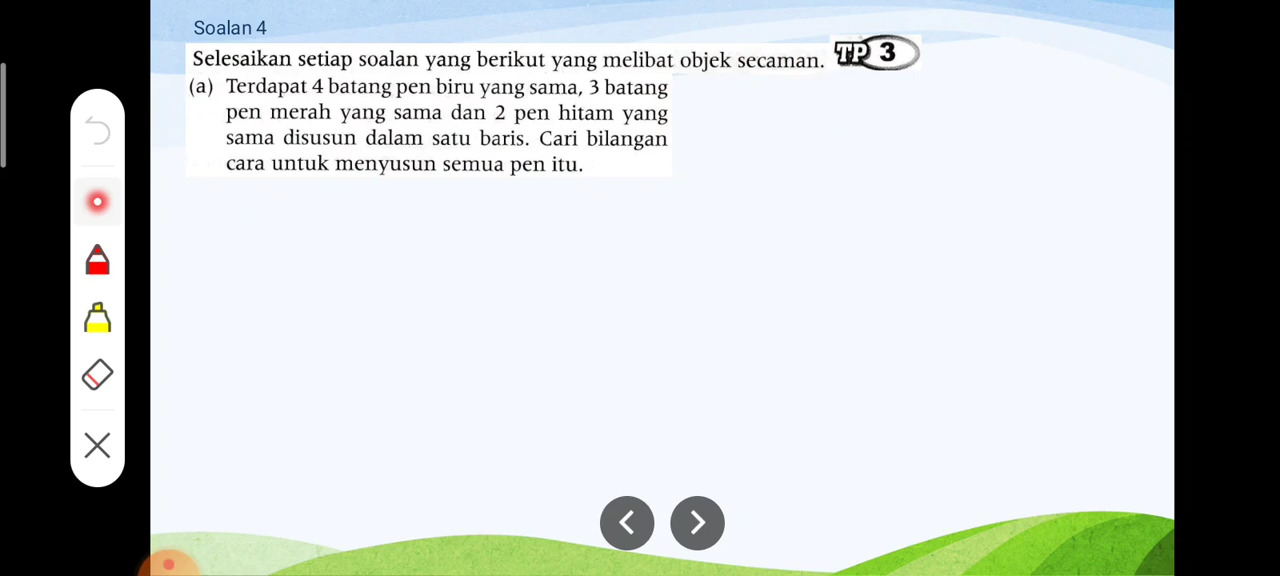 Soalan 4
Selesaikan setiap soalan yang berikut yang melibat objek secaman. TP 3
(a) Terdapat 4 batang pen biru yang sama, 3 batang
pen merah yang sama dan 2 pen hitam yang
sama disusun dalam satu baris. Cari bilangan
cara untuk menyusun semua pen itu.